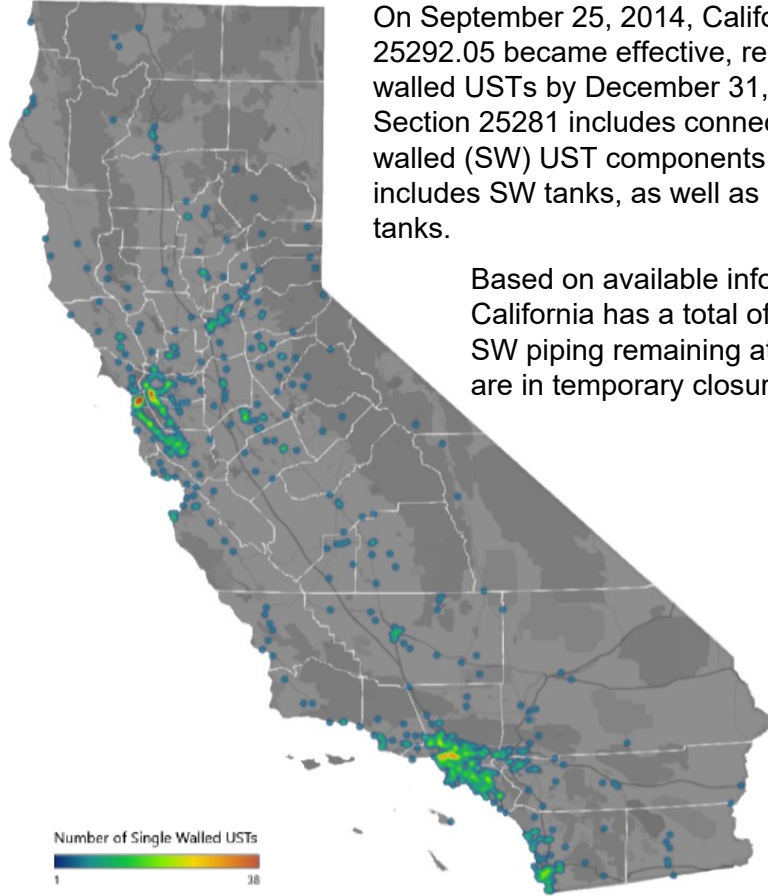 On September 25, 2014, Califo
25292.05 became effective, re
walled USTs by December 31,
Section 25281 includes connec
walled (SW) UST components
includes SW tanks, as well as
tanks.
Based on available info
California has a total of
SW piping remaining at
are in temporary closur
Number of Single Walled USTs
1 38